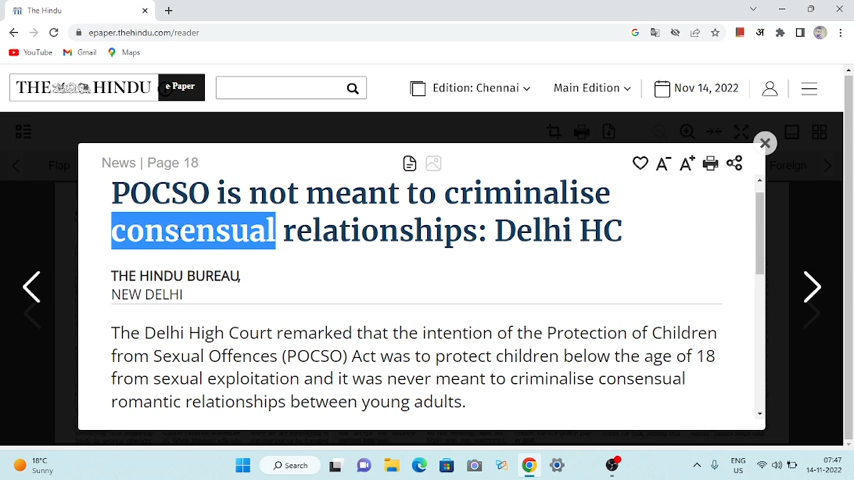 The Hindu
epaper.thehindu.com/reader
YouTube Gmail Maps
THE HINDU e Paper Edition: Chennai Main Edition Nov 14, 2022
Flap Foreign
News | Page 18 A- A+
POCSO is not meant to criminalise
consensual relationships: Delhi HC
THE HINDU BUREAU,
NEW DELHI
The Delhi High Court remarked that the intention of the Protection of Children
from Sexual Offences (POCSO) Act was to protect children below the age of 18
from sexual exploitation and it was never meant to criminalise consensual
romantic relationships between young adults.
18°C
Sunny
Search
ENG
US
07:47
14-11-2022